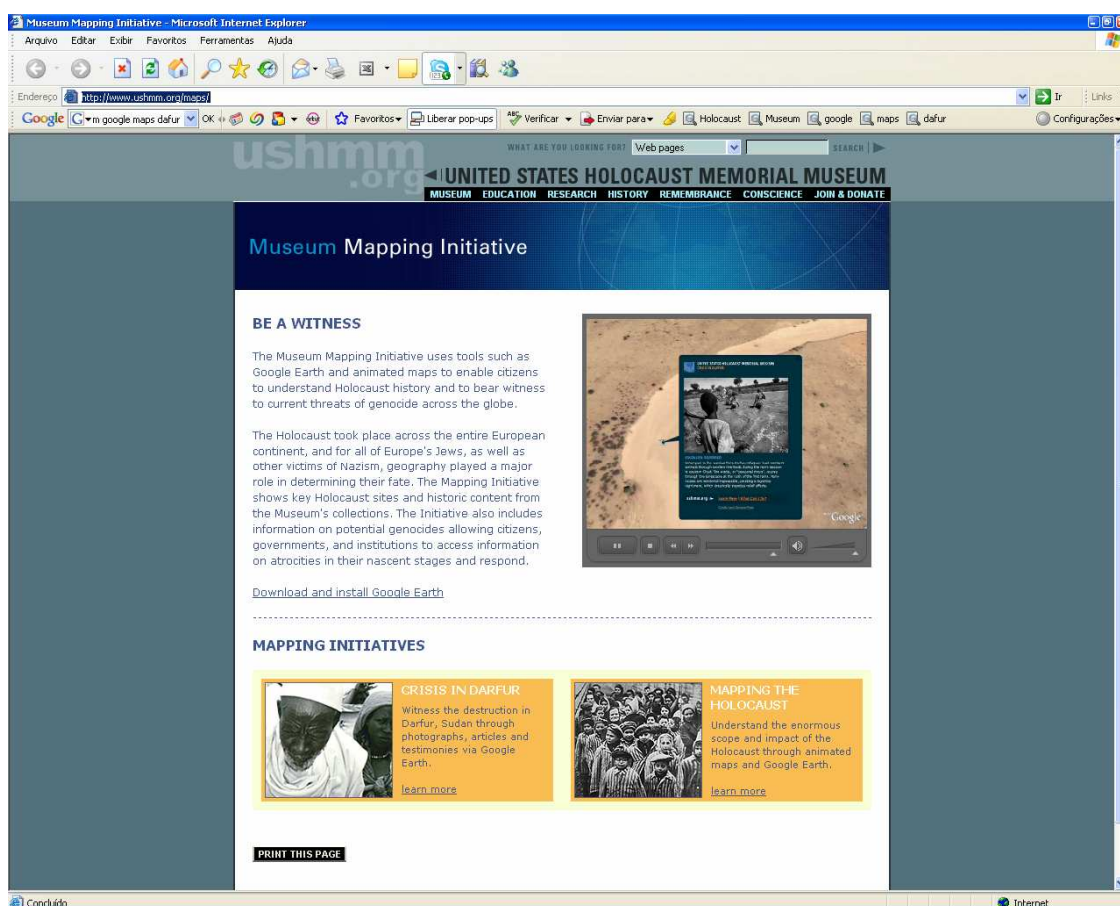 Museum Mapping Initiative - Microsoft Internet Explorer
Arquivo Editar Exibir Favoritos Ferramentas Ajuda
Endereço http://www.ushmm.org/maps/ Ir Links
Google m google maps dafur OK Favoritos Liberar pop-ups Verificar Enviar para Holocaust Museum google maps dafur Configurações
ushmm
.org
WHAT ARE YOU LOOKING FOR? Web pages SEARCH
UNITED STATES HOLOCAUST MEMORIAL MUSEUM
MUSEUM EDUCATION RESEARCH HISTORY REMEMBRANCE CONSCIENCE JOIN & DONATE
Museum Mapping Initiative
BE A WITNESS
The Museum Mapping Initiative uses tools such as
Google Earth and animated maps to enable citizens
to understand Holocaust history and to bear witness
to current threats of genocide across the globe.
The Holocaust took place across the entire European
continent, and for all of Europe's Jews, as well as
other victims of Nazism, geography played a major
role in determining their fate. The Mapping Initiative
shows key Holocaust sites and historic content from
the Museum's collections. The Initiative also includes
information on potential genocides allowing citizens,
governments, and institutions to access information
on atrocities in their nascent stages and respond.
Download and install Google Earth
UNITED STATES HOLOCAUST MEMORIAL MUSEUM
ushmm.org
Google
MAPPING INITIATIVES
CRISIS IN DARFUR
Witness the destruction in
Darfur, Sudan through
photographs, articles and
testimonies via Google
Earth.
learn more
MAPPING THE
HOLOCAUST
Understand the enormous
scope and impact of the
Holocaust through animated
maps and Google Earth.
learn more
PRINT THIS PAGE
Concluído Internet